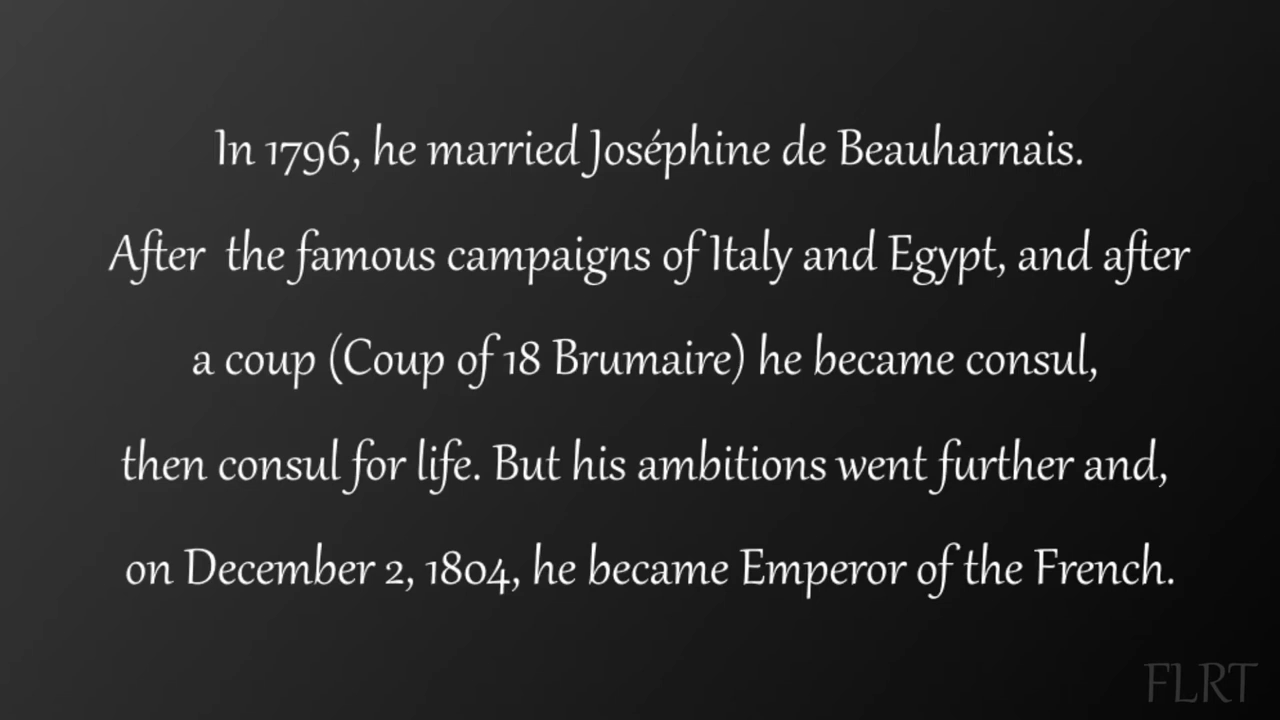 In 1796, he married Joséphine de Beauharnais.
After the famous campaigns of Italy and Egypt, and after
a coup (Coup of 18 Brumaire) he became consul,
then consul for life. But his ambitions went further and,
on December 2, 1804, he became Emperor of the French.
FLRT